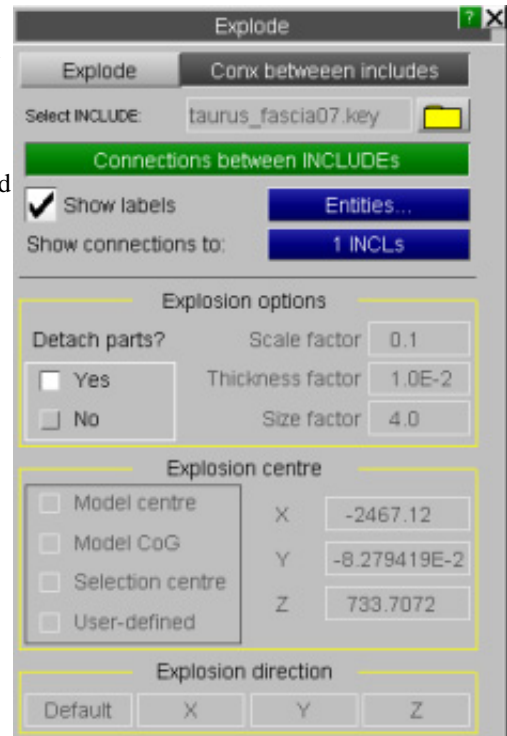 Explode ? X
Explode Conx betweeen includes
Select INCLUDE: taurus_fascia07.key
Connections between INCLUDEs
d
Show labels Entities...
Show connections to: 1 INCLs
Explosion options
Detach parts? Scale factor 0.1
Yes Thickness factor 1.0E-2
No Size factor 4.0
Explosion centre
Model centre X -2467.12
Model CoG Y -8.279419E-2
Selection centre Z 733.7072
User-defined
Explosion direction
Default X Y Z